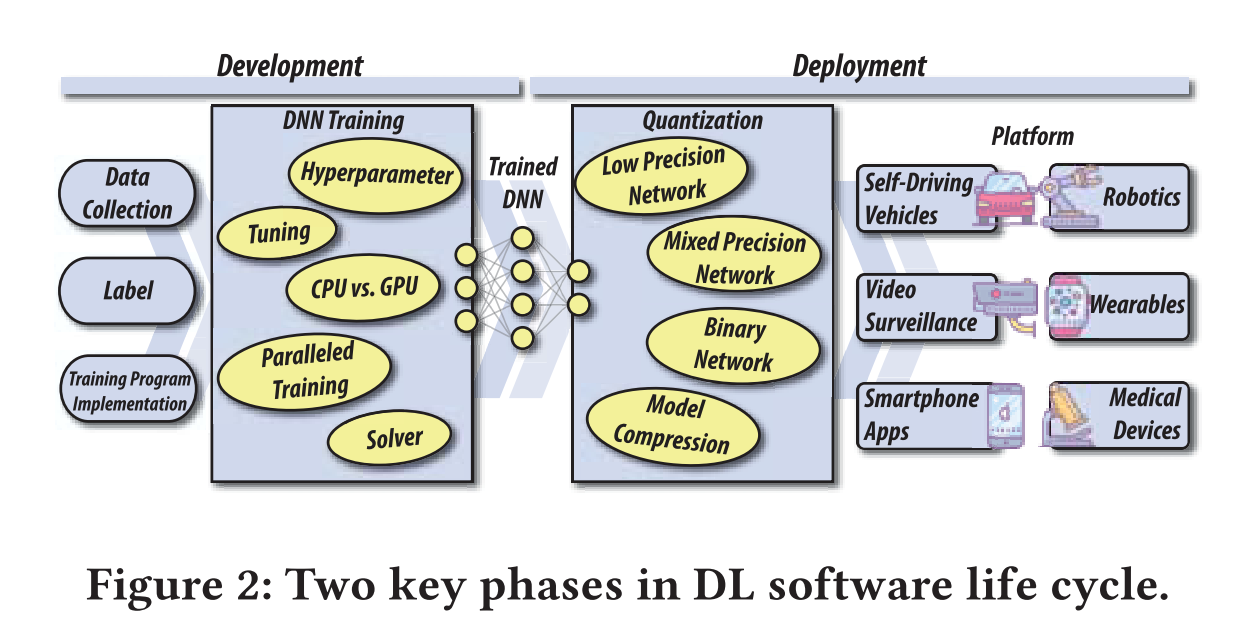 Development
Deployment
DNN Training
Quantization
Platform
Data
Collection
Label
Training Program
Implementation
Hyperparameter
Tuning
CPU vs. GPU
Paralleled
Training
Solver
Trained
DNN
Low Precision
Network
Mixed Precision
Network
Binary
Network
Model
Compression
Self-Driving
Vehicles
Robotics
Video
Surveillance
Wearables
Smartphone
Apps
Medical
Devices
Figure 2: Two key phases in DL software life cycle.